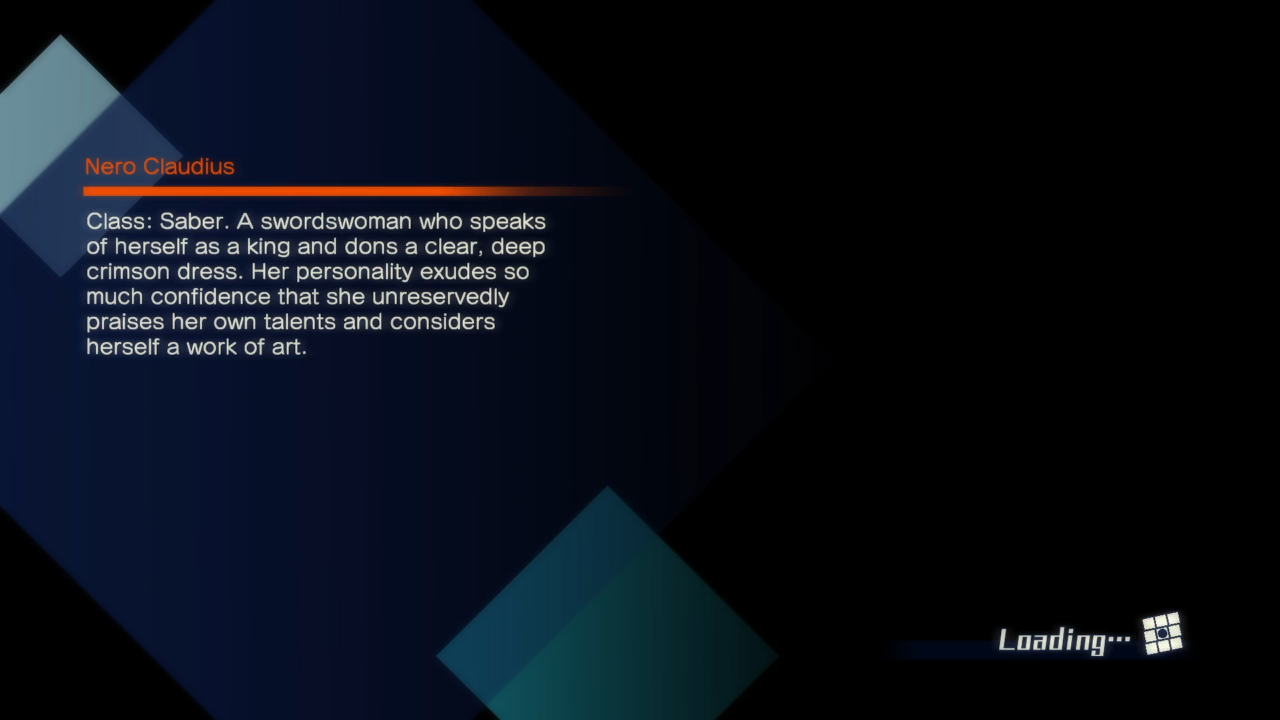 Nero Claudius
Class: Saber. A swordswoman who speaks
of herself as a king and dons a clear, deep
crimson dress. Her personality exudes so
much confidence that she unreservedly
praises her own talents and considers
herself a work of art.
Loading…